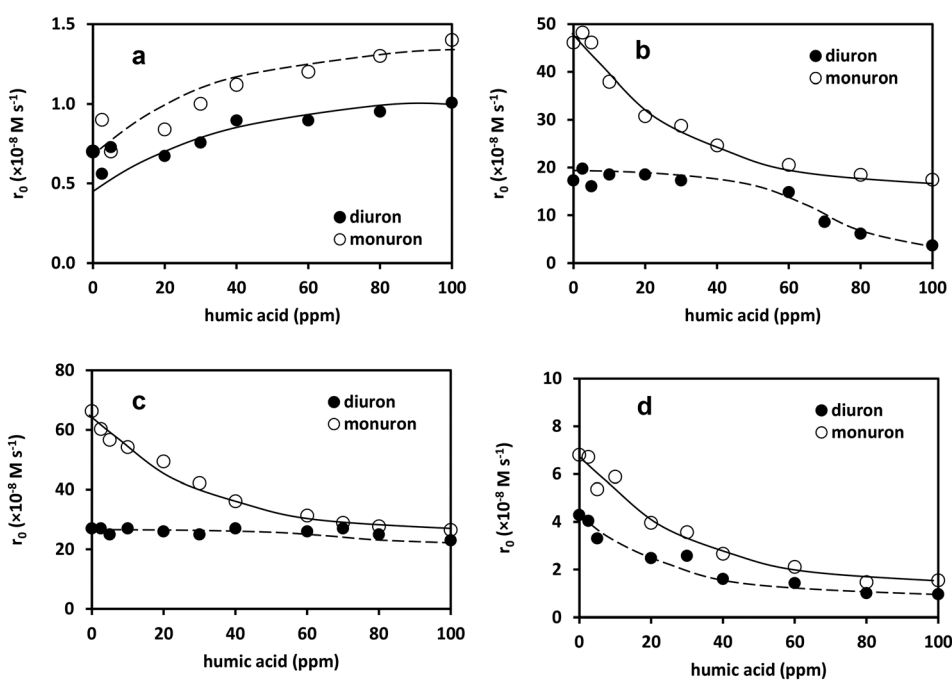 a
1.5
1.0
0.5
0.0
r₀ (×10⁻⁸ M s⁻¹)
diuron
monuron
0 20 40 60 80 100
humic acid (ppm)
b
50
40
30
20
10
0
r₀ (×10⁻⁸ M s⁻¹)
diuron
monuron
0 20 40 60 80 100
humic acid (ppm)
c
80
60
40
20
0
r₀ (×10⁻⁸ M s⁻¹)
diuron
monuron
0 20 40 60 80 100
humic acid (ppm)
d
10
8
6
4
2
0
r₀ (×10⁻⁸ M s⁻¹)
diuron
monuron
0 20 40 60 80 100
humic acid (ppm)